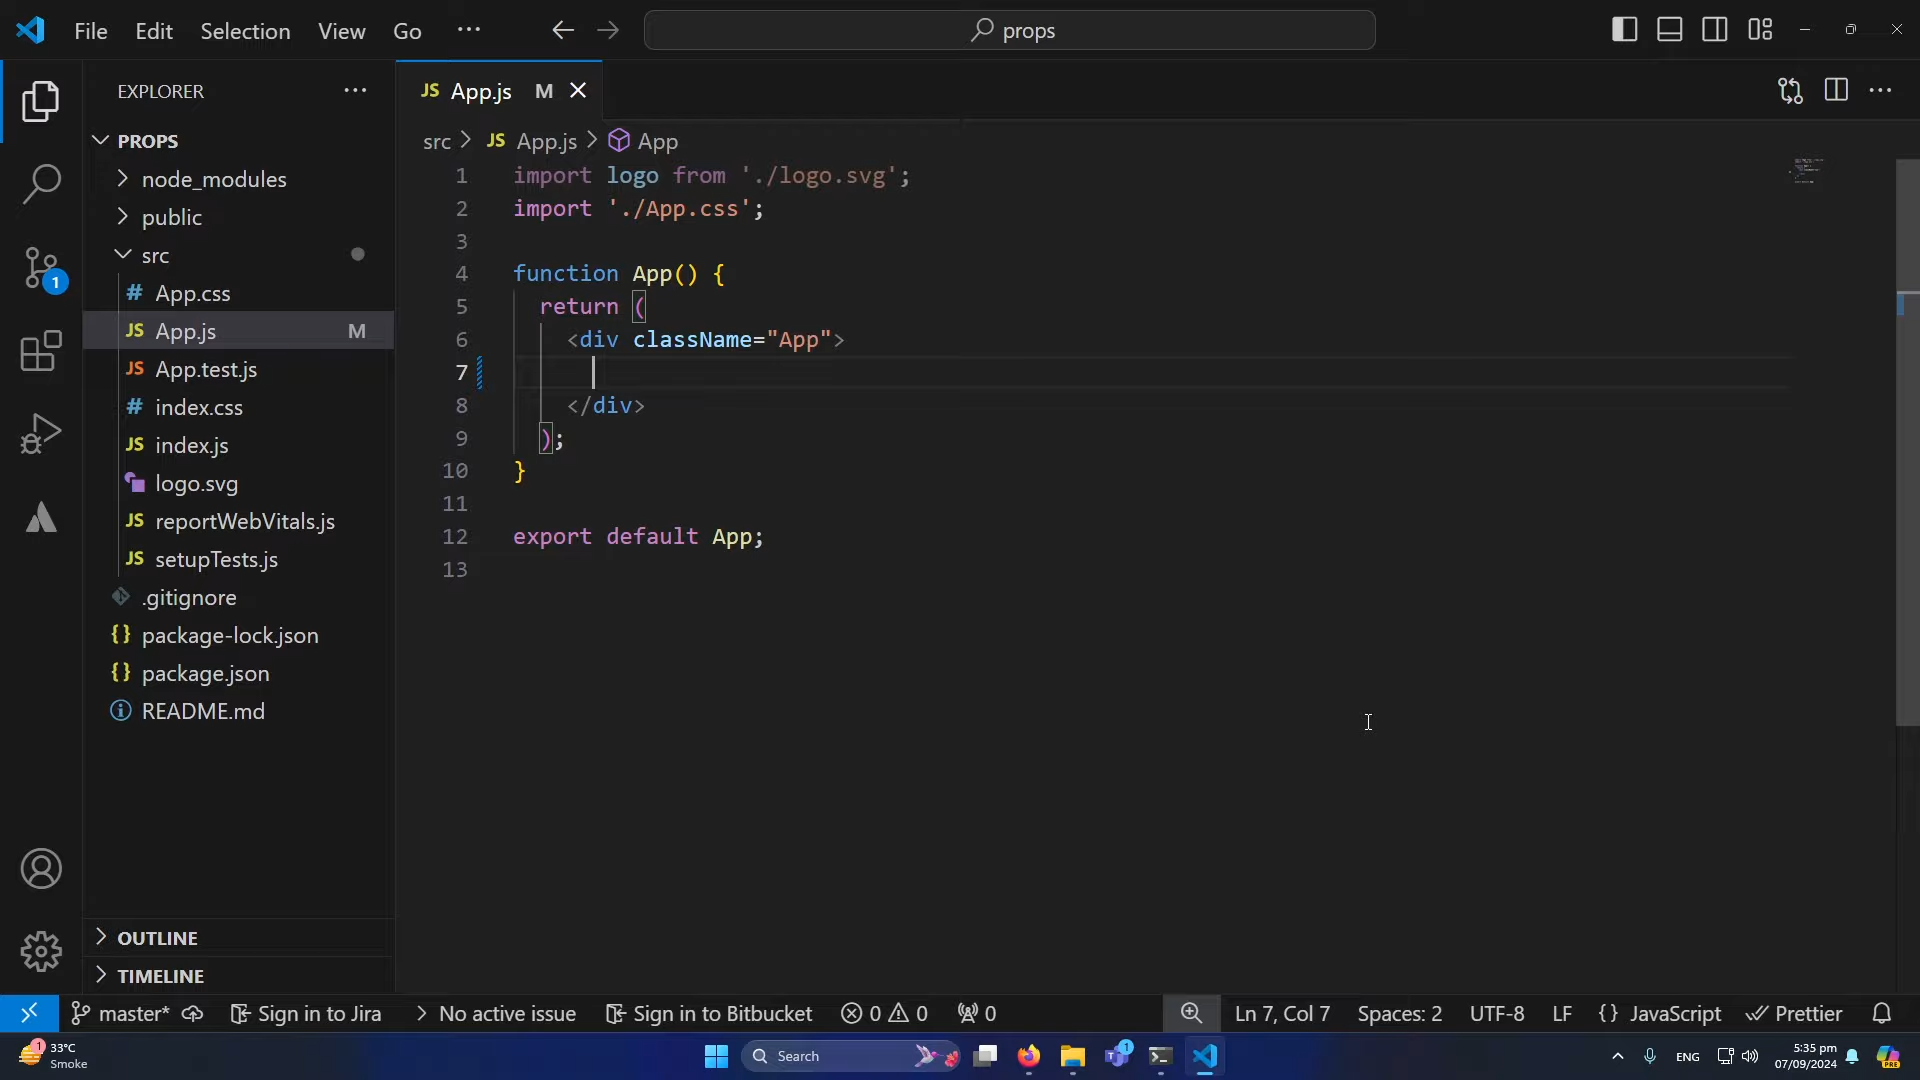 File Edit Selection View Go ··· props
EXPLORER ···
JS App.js M
PROPS
src > JS App.js > App
node_modules
public
src
# App.css
JS App.js M
JS App.test.js
# index.css
JS index.js
logo.svg
JS reportWebVitals.js
JS setupTests.js
.gitignore
{} package-lock.json
{} package.json
README.md
OUTLINE
TIMELINE
1 import logo from './logo.svg';
2 import './App.css';
3
4 function App() {
5 return (
6 <div className="App">
7
8 </div>
9 );
10 }
11
12 export default App;
13
1
master* Sign in to Jira > No active issue Sign in to Bitbucket 0 0 0 Ln 7, Col 7 Spaces: 2 UTF-8 LF {} JavaScript Prettier
1 33°C
Smoke
Search
1
ENG
5:35 pm
07/09/2024
PRE